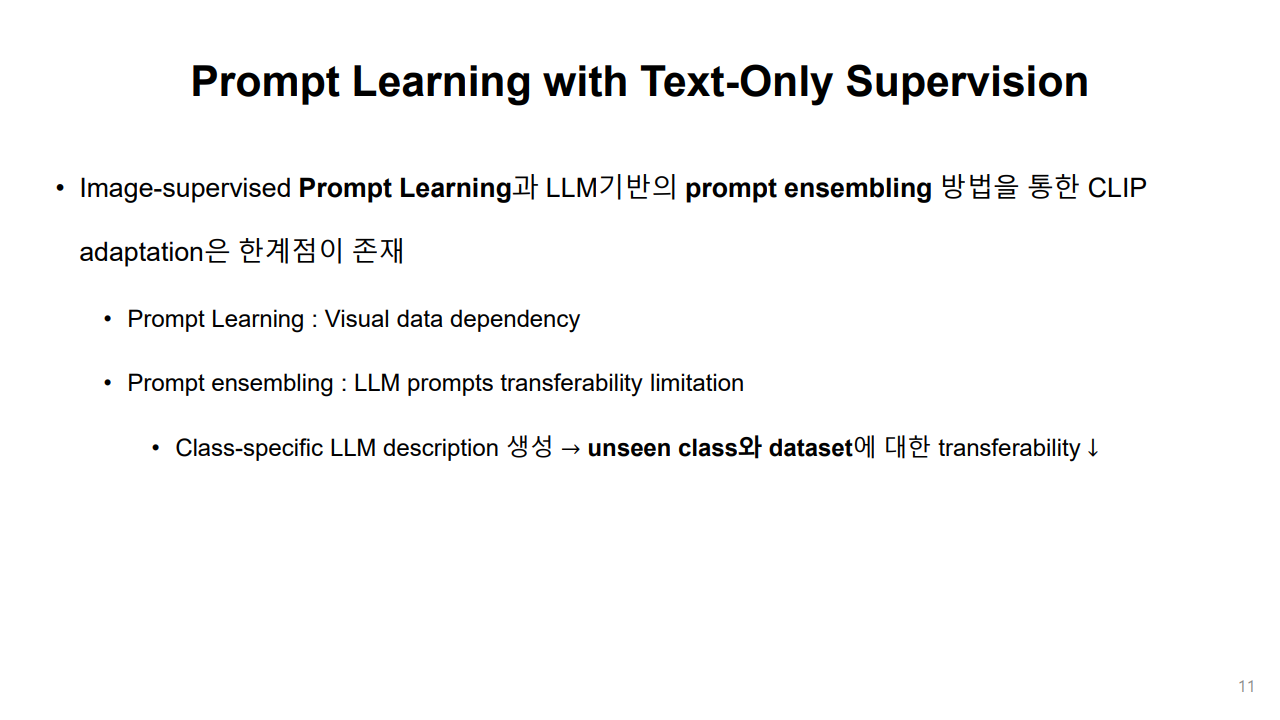 Prompt Learning with Text-Only Supervision
• Image-supervised Prompt Learning과 LLM기반의 prompt ensembling 방법을 통한 CLIP
adaptation은 한계점이 존재
• Prompt Learning : Visual data dependency
• Prompt ensembling : LLM prompts transferability limitation
• Class-specific LLM description 생성 → unseen class와 dataset에 대한 transferability↓
11